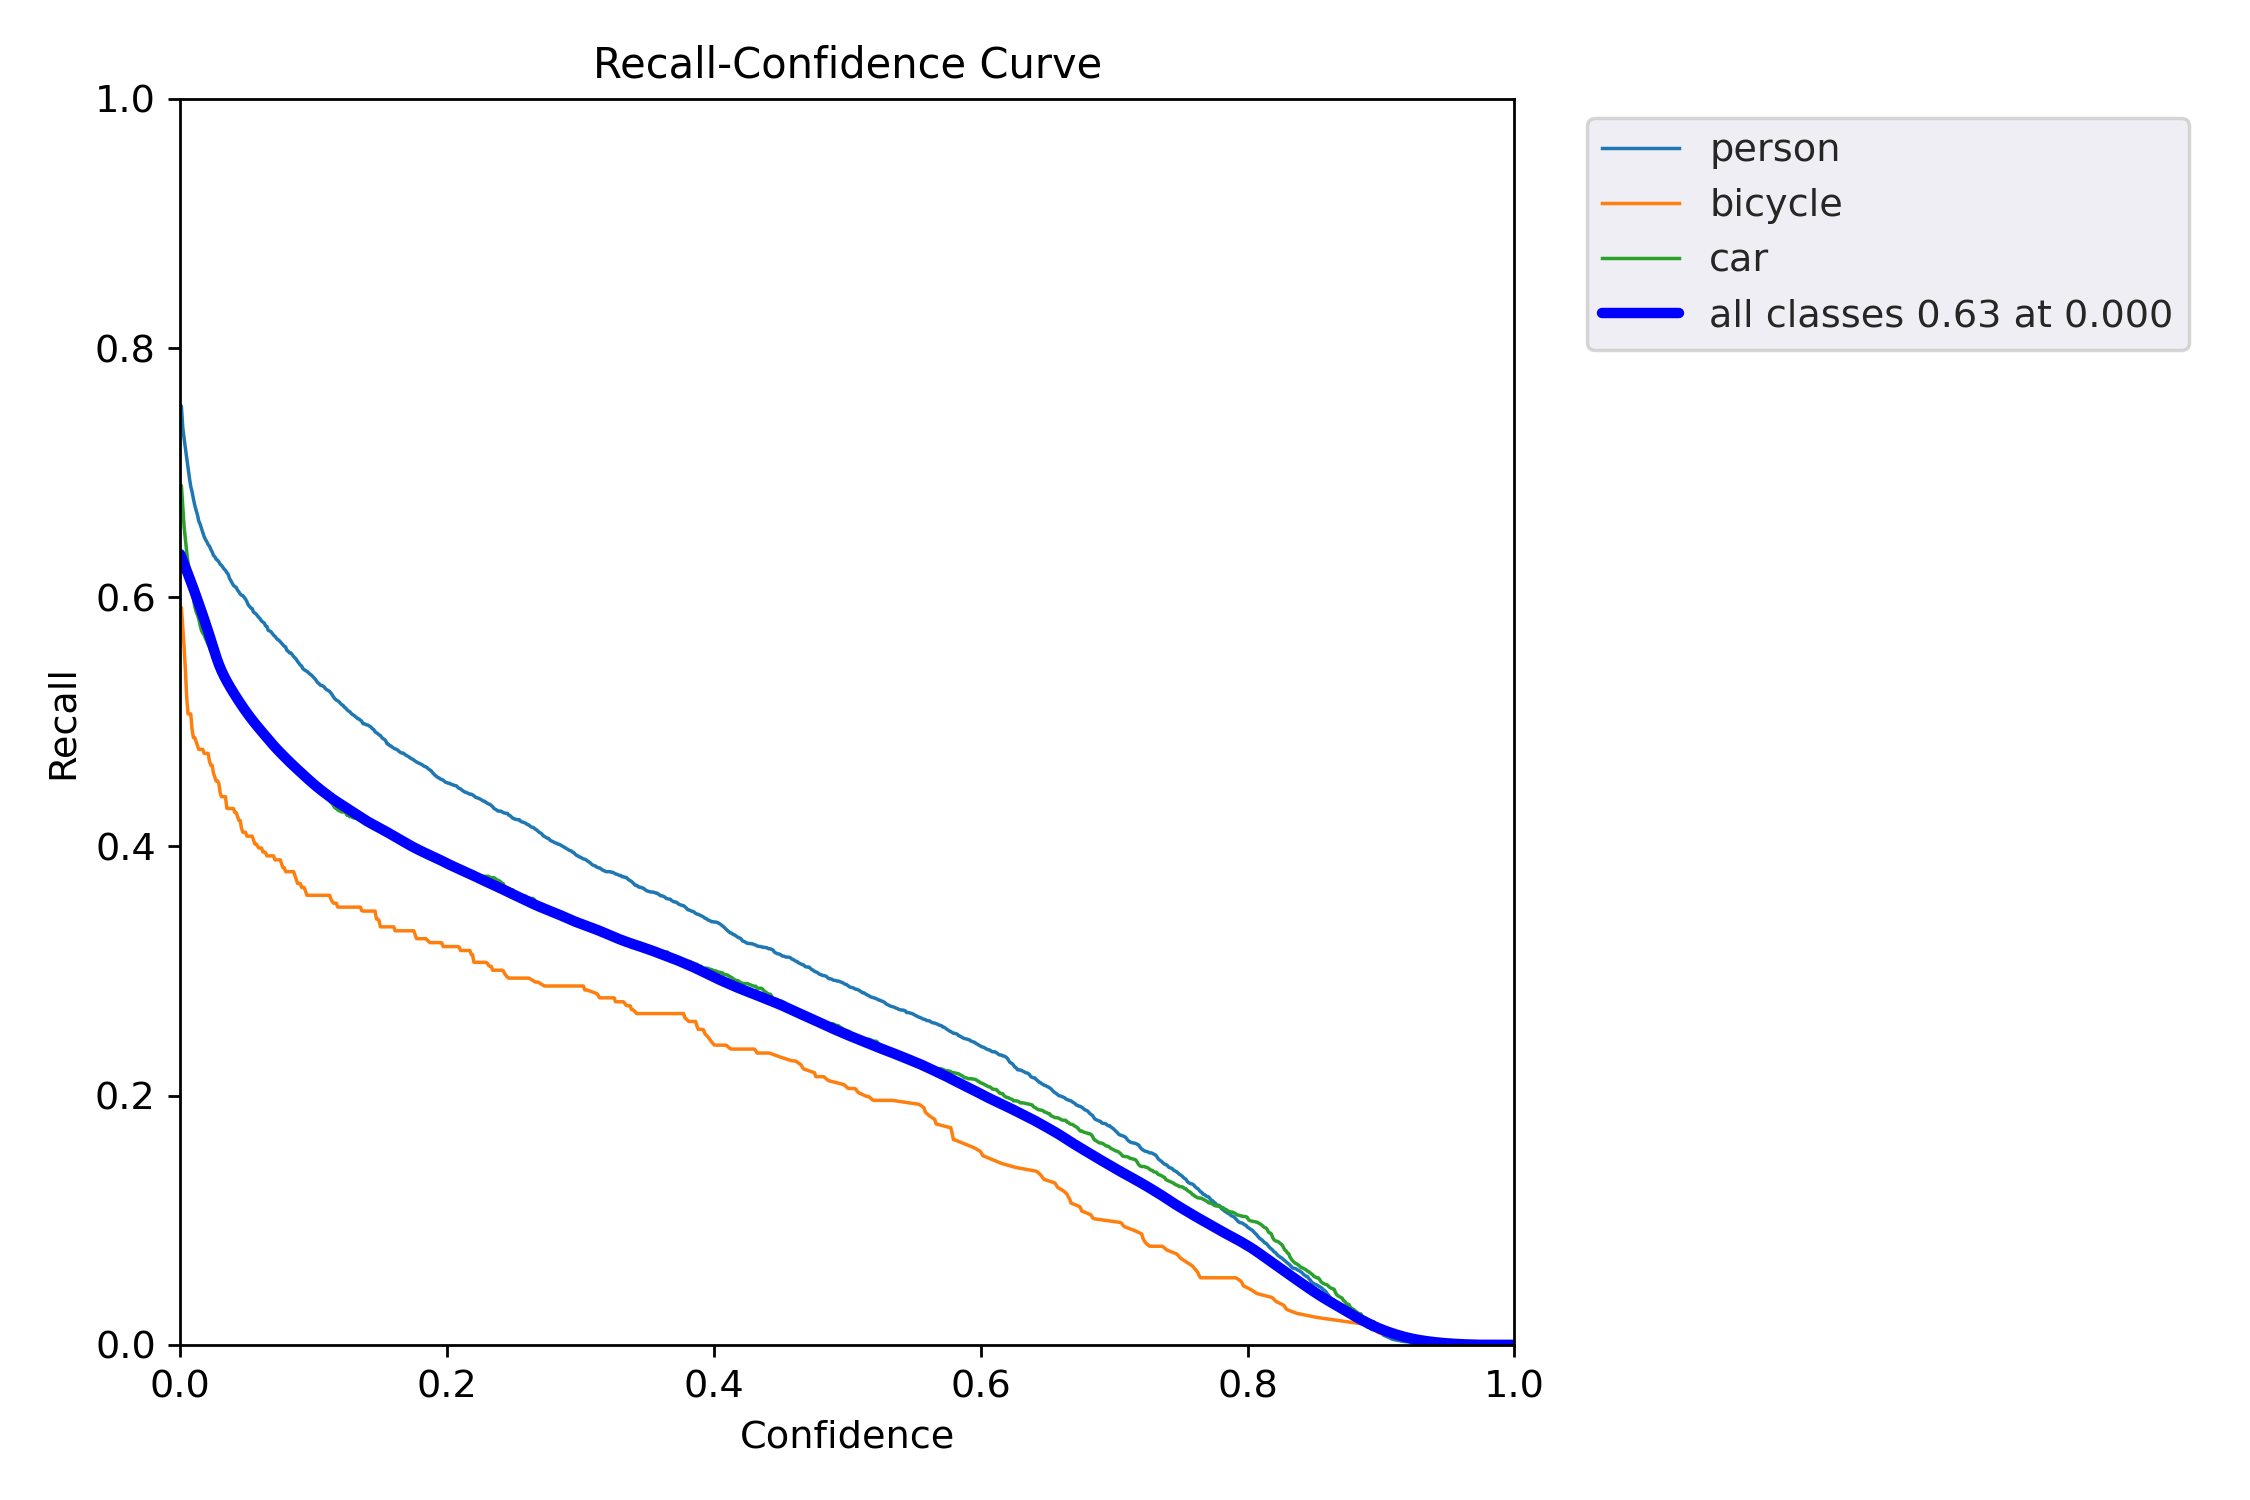 Recall-Confidence Curve
1.0
0.8
0.6
0.4
0.2
0.0
0.0 0.2 0.4 0.6 0.8 1.0
Recall
Confidence
person
bicycle
car
all classes 0.63 at 0.000